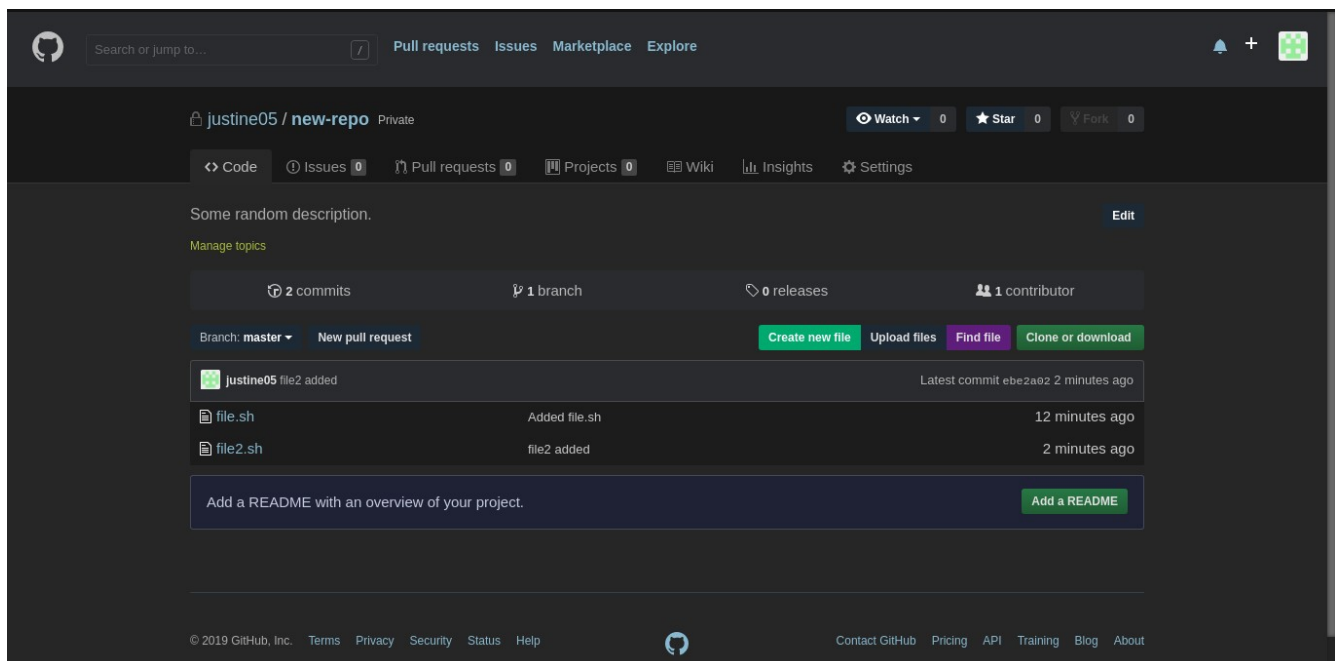 Search or jump to... / Pull requests Issues Marketplace Explore
justine05 / new-repo Private Watch 0 Star 0 Fork 0
Code Issues 0 Pull requests 0 Projects 0 Wiki Insights Settings
Some random description. Edit
Manage topics
2 commits 1 branch 0 releases 1 contributor
Branch: master New pull request Create new file Upload files Find file Clone or download
justine05 file2 added Latest commit ebe2a02 2 minutes ago
file.sh Added file.sh 12 minutes ago
file2.sh file2 added 2 minutes ago
Add a README with an overview of your project. Add a README
© 2019 GitHub, Inc. Terms Privacy Security Status Help Contact GitHub Pricing API Training Blog About